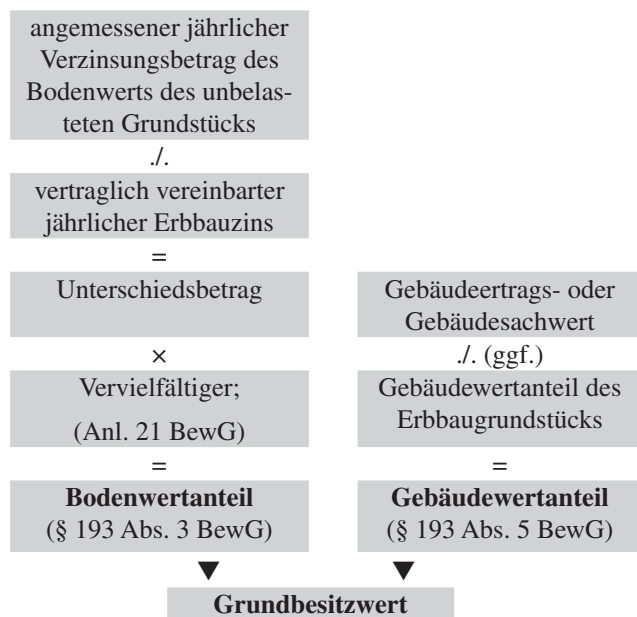 angemessener jährlicher
Verzinsungsbetrag des
Bodenwerts des unbelas-
teten Grundstücks
./.
vertraglich vereinbarter
jährlicher Erbbauzins
=
Unterschiedsbetrag
×
Vervielfältiger;
(Anl. 21 BewG)
=
Bodenwertanteil
(§ 193 Abs. 3 BewG)
Gebäudeertrags- oder
Gebäudesachwert
./. (ggf.)
Gebäudewertanteil des
Erbbaugrundstücks
=
Gebäudewertanteil
(§ 193 Abs. 5 BewG)
Grundbesitzwert